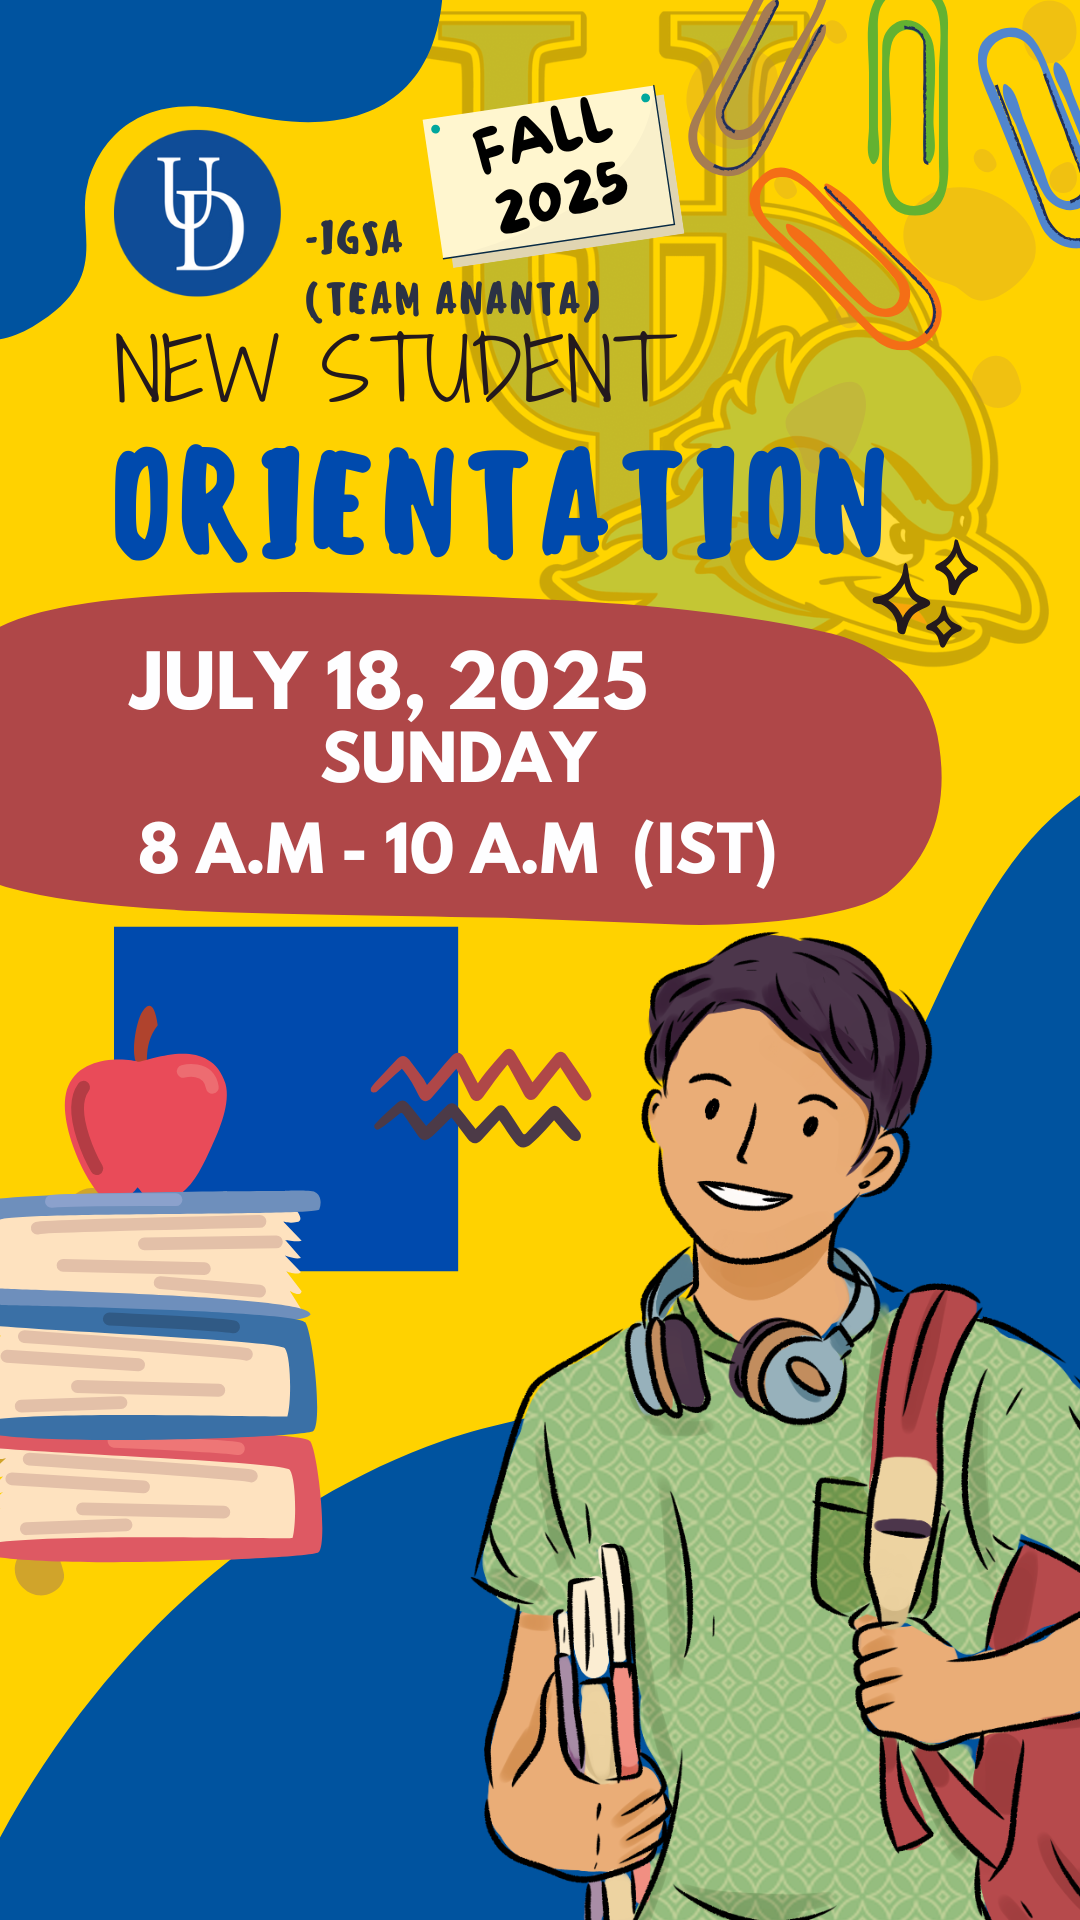 FALL
2025
UD
-IGSA
(TEAM ANANTA)
NEW STUDENT
ORIENTATION
JULY 18, 2025
SUNDAY
8 A.M - 10 A.M (IST)